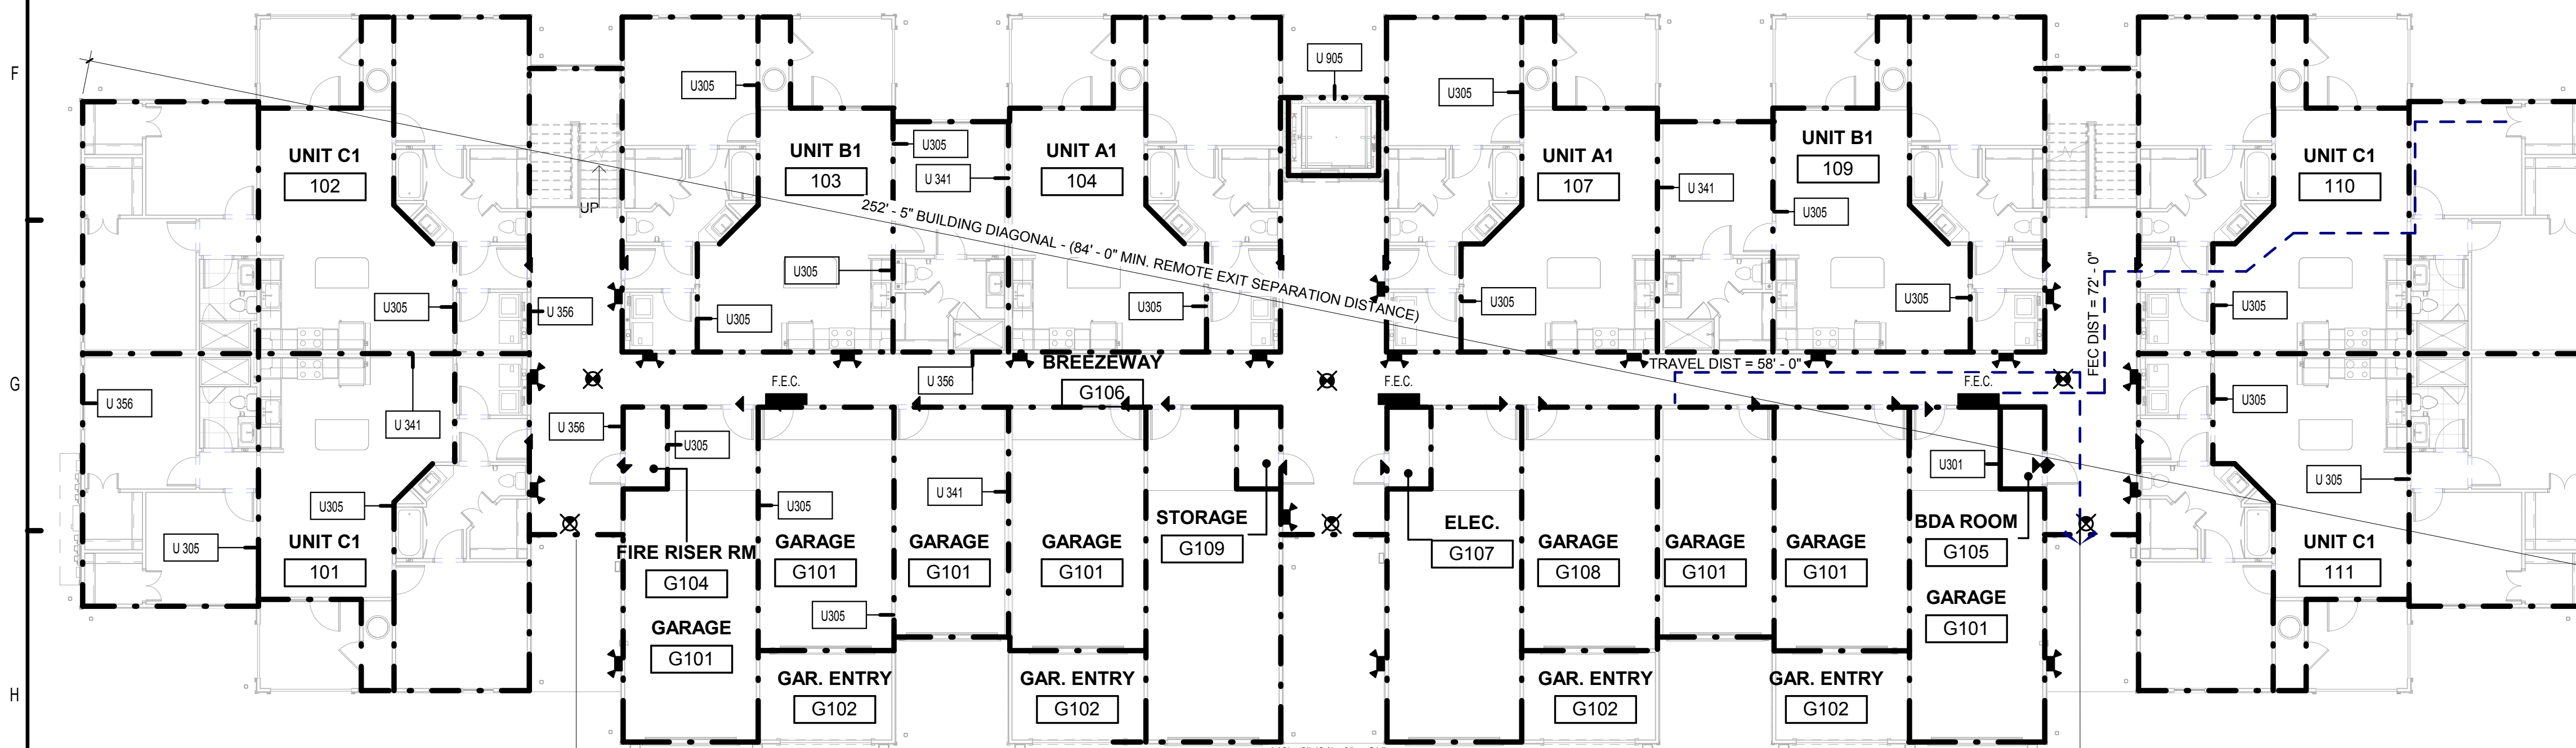 F
G
H
U 905
U305
U305
UNIT C1
102
UNIT B1
103
U305
U 341
UNIT A1
104
UNIT A1
107
U 341
UNIT B1
109
U305
UNIT C1
110
UP
252' - 5" BUILDING DIAGONAL - (84' - 0" MIN. REMOTE EXIT SEPARATION DISTANCE)
U305
U 356
U305
U305
U305
U305
U305
U305
FEC DIST = 72' - 0"
BREEZEWAY
G106
TRAVEL DIST = 58' - 0"
F.E.C.
U 356
F.E.C.
F.E.C.
U 356
U 341
U 356
U305
U301
U305
U 305
U305
U305
U 341
U 305
UNIT C1
101
FIRE RISER RM
G104
GARAGE
G101
GARAGE
G101
GARAGE
G101
GARAGE
G101
STORAGE
G109
ELEC.
G107
GARAGE
G108
GARAGE
G101
GARAGE
G101
BDA ROOM
G105
GARAGE
G101
UNIT C1
111
U305
GAR. ENTRY
G102
GAR. ENTRY
G102
GAR. ENTRY
G102
GAR. ENTRY
G102